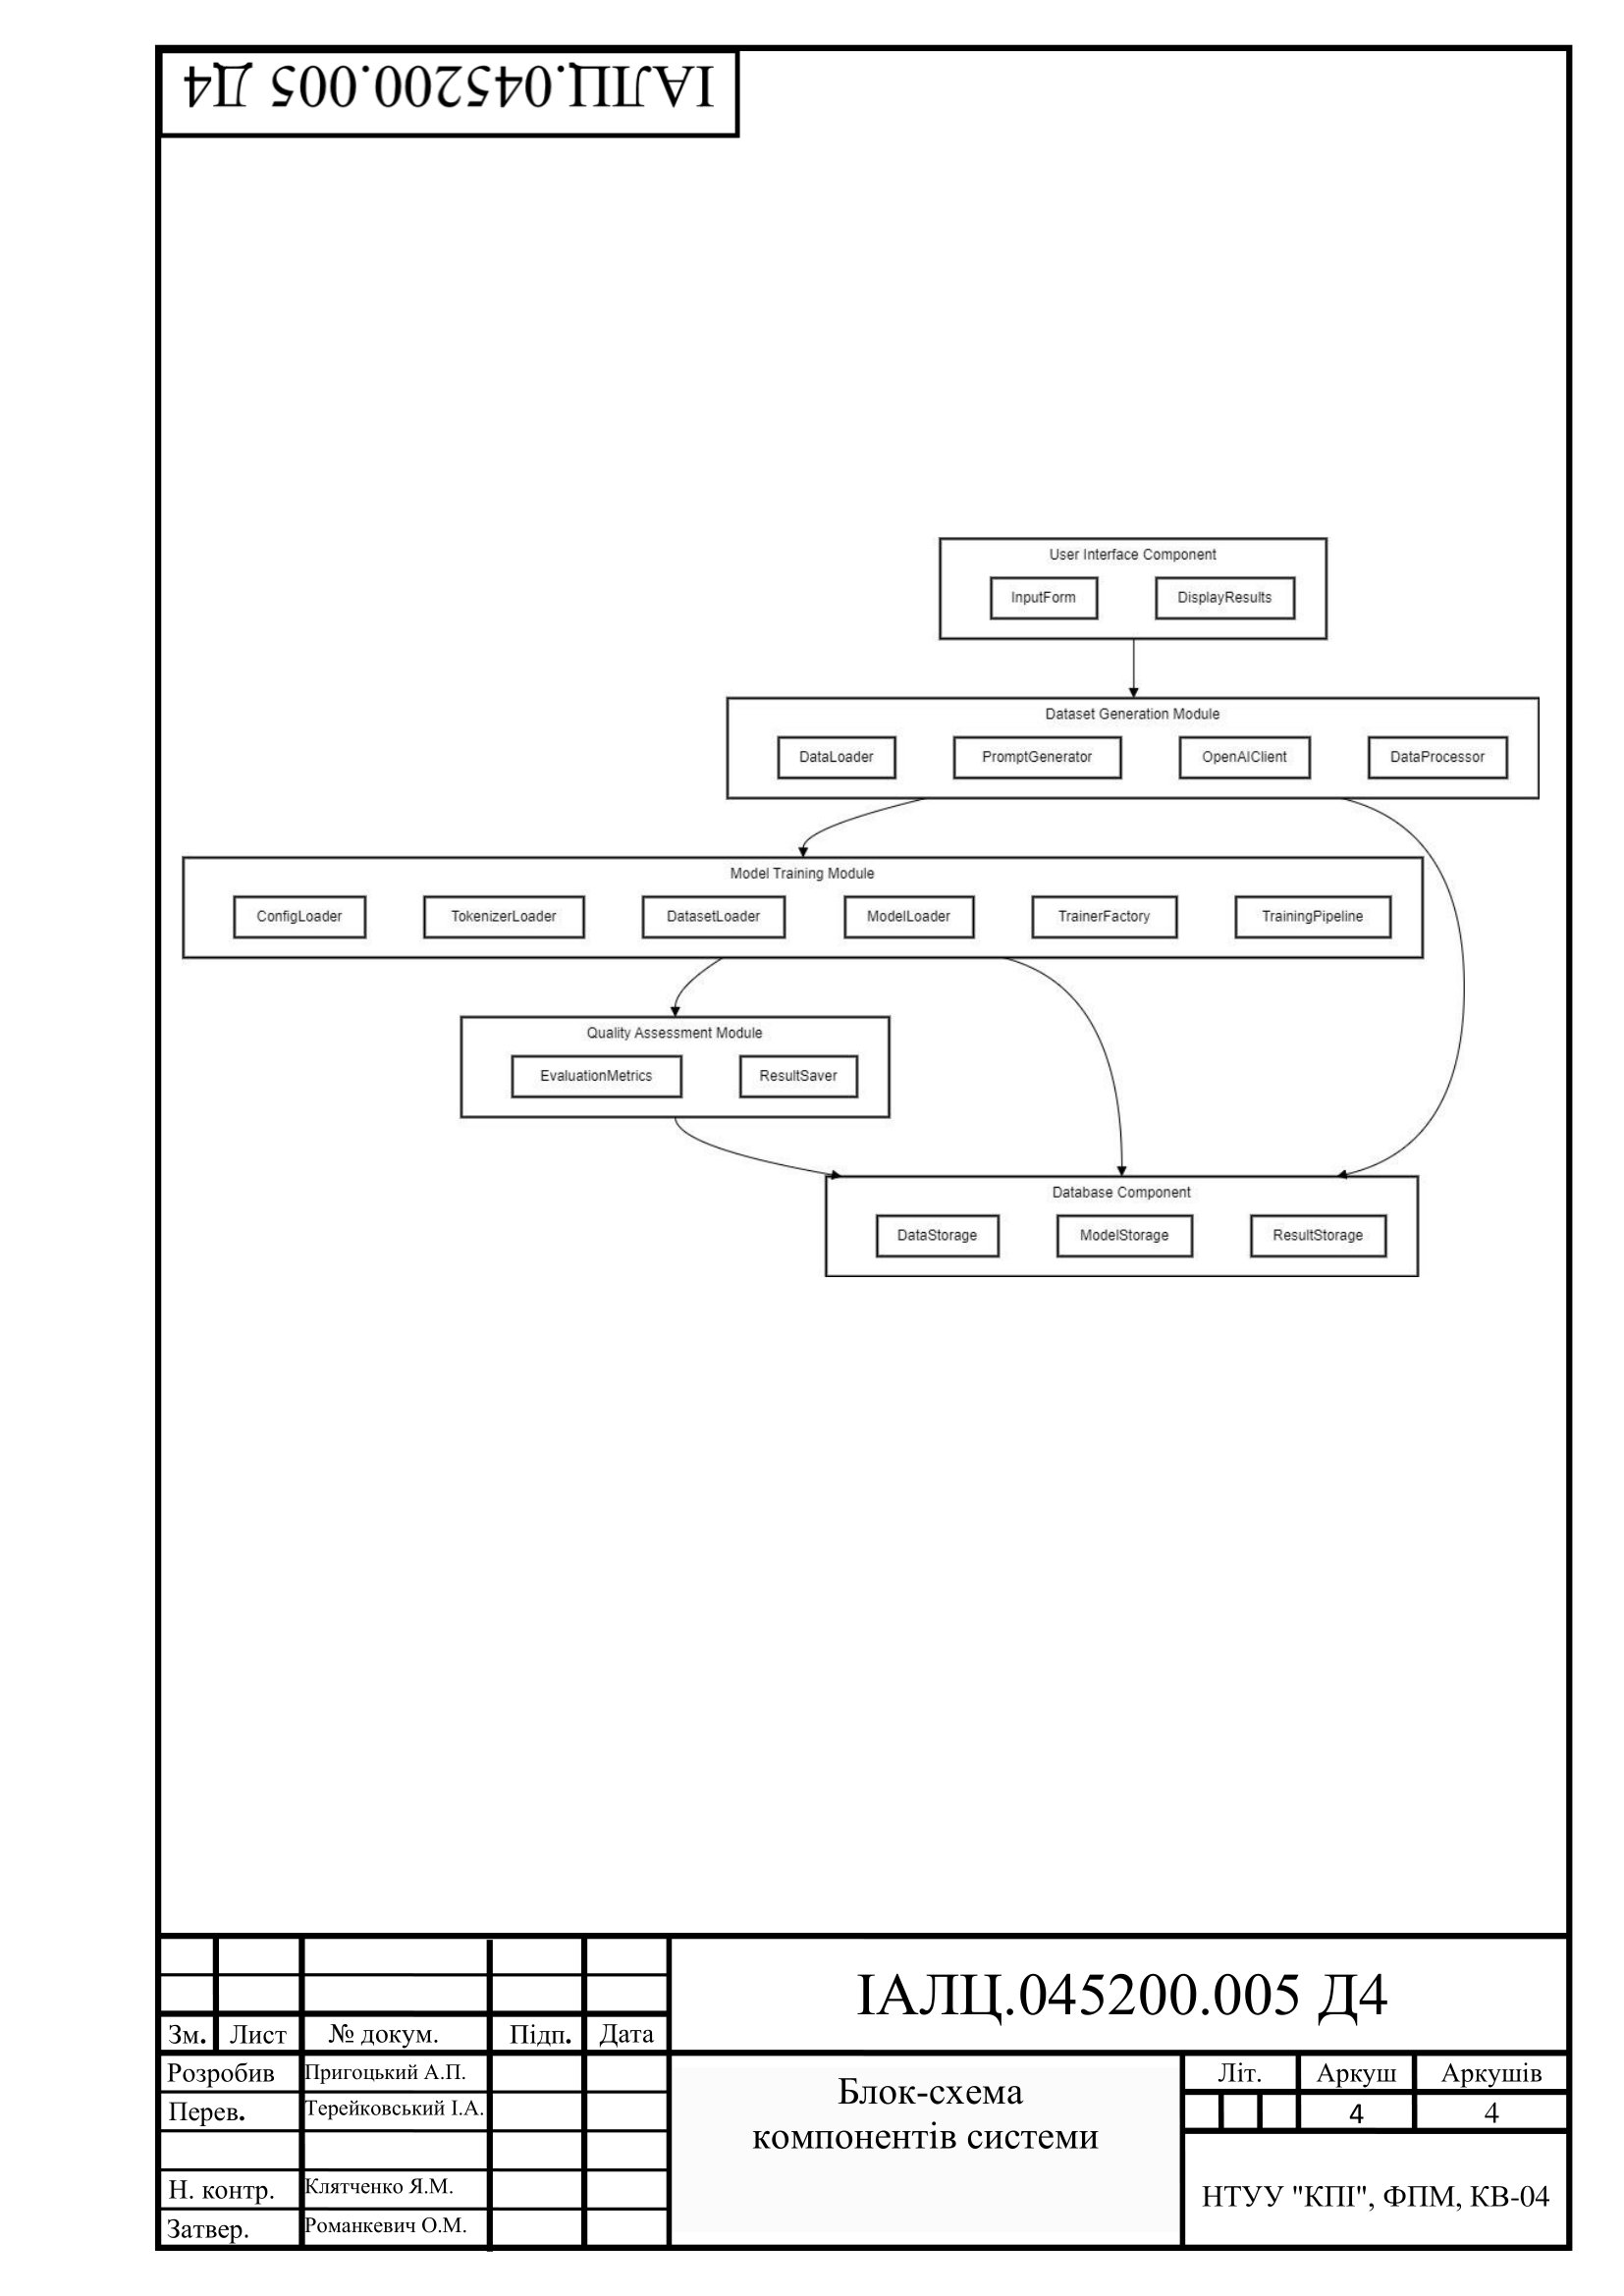 ІАЛЦ.045200.005 Д4
User Interface Component
InputForm DisplayResults
Dataset Generation Module
DataLoader PromptGenerator OpenAIClient DataProcessor
Model Training Module
ConfigLoader TokenizerLoader DatasetLoader ModelLoader TrainerFactory TrainingPipeline
Quality Assessment Module
EvaluationMetrics ResultSaver
Database Component
DataStorage ModelStorage ResultStorage
ІАЛЦ.045200.005 Д4
Зм. Лист № докум. Підп. Дата
Розробив Пригоцький А.П.
Перев. Терейковський І.А.
Н. контр. Клятченко Я.М.
Затвер. Романкевич О.М.
Блок-схема
компонентів системи
Літ. Аркуш Аркушів
4 4
НТУУ "КПІ", ФПМ, КВ-04